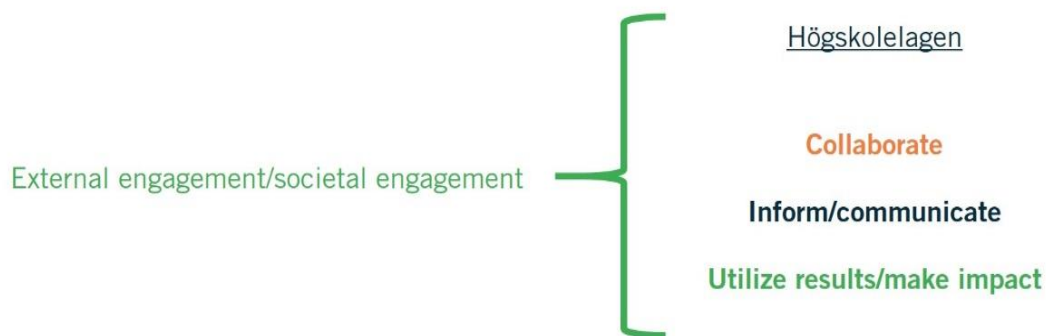 Högskolelagen
Collaborate
External engagement/societal engagement
Inform/communicate
Utilize results/make impact